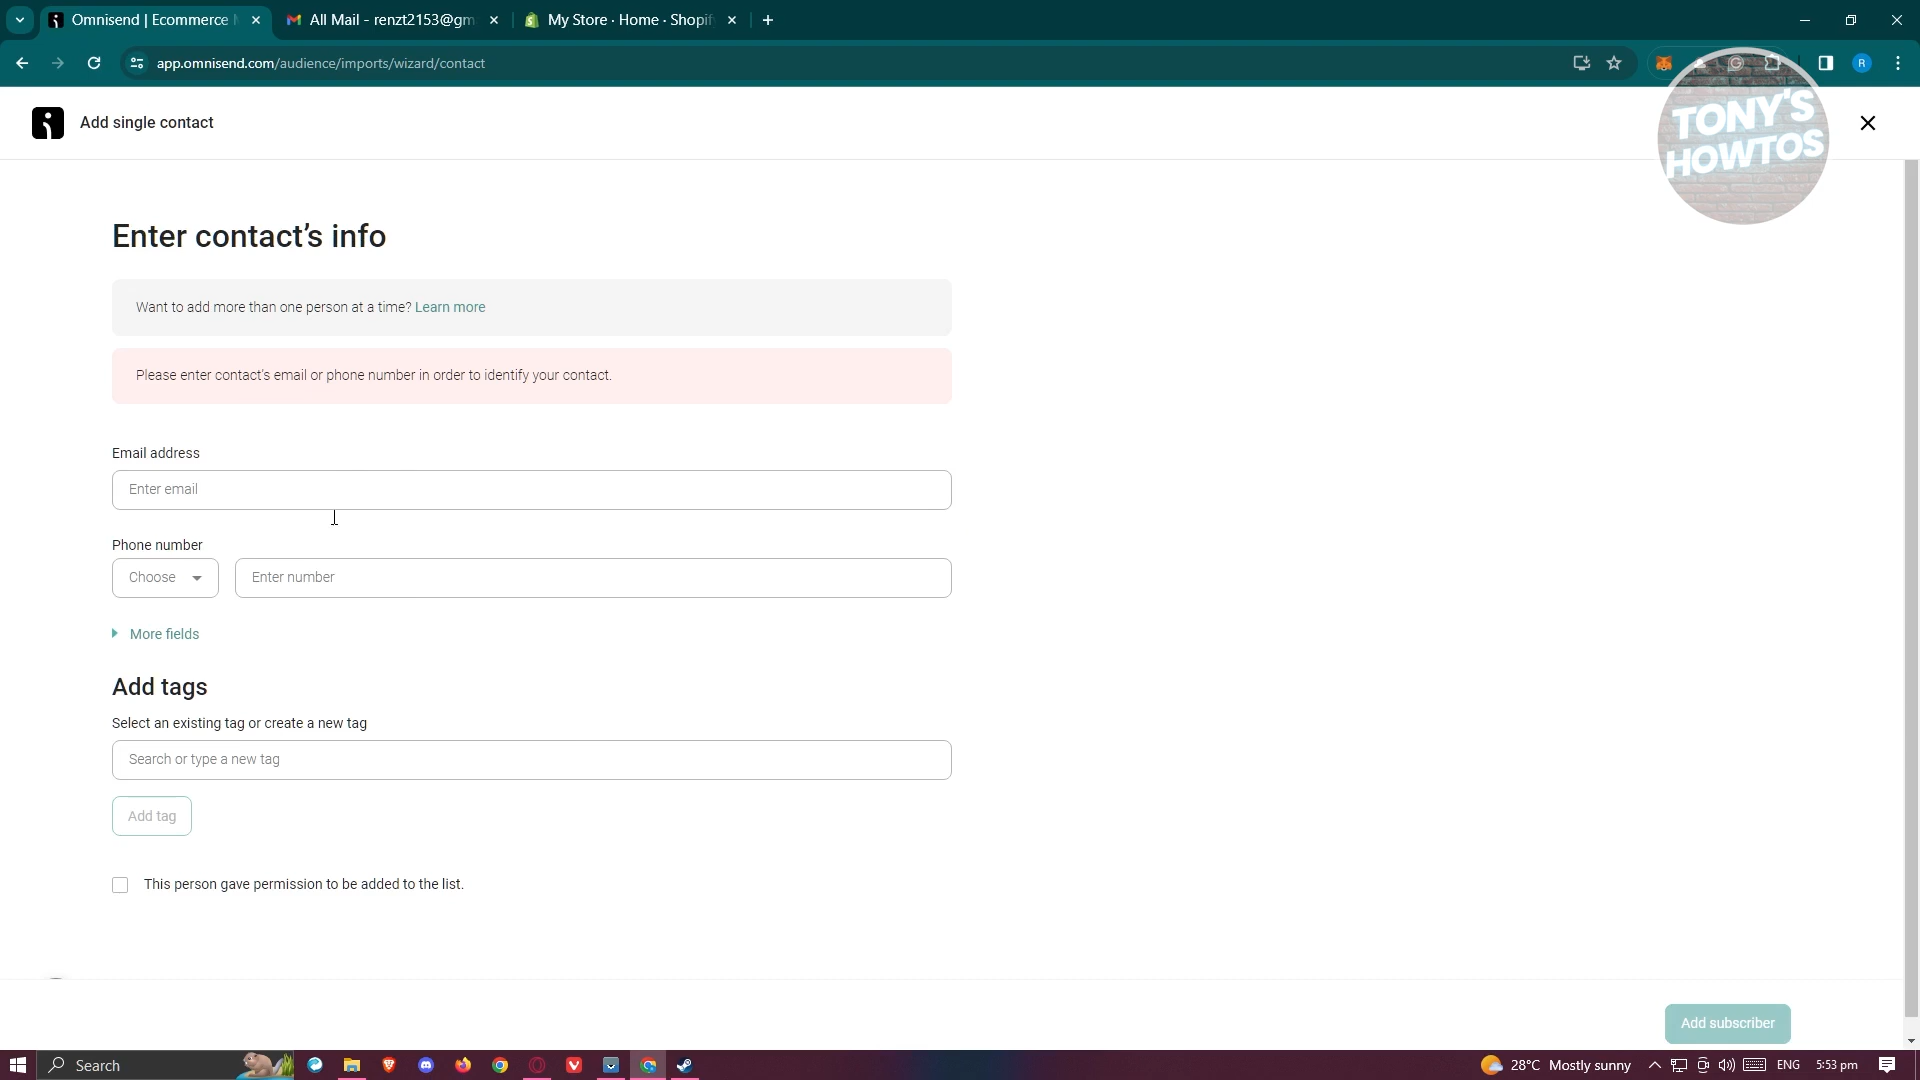 Omnisend | Ecommerce
All Mail - renzt2153@gm
My Store · Home · Shopif
app.omnisend.com/audience/imports/wizard/contact
R
TONY'S
HOWTOS
Add single contact
Enter contact's info
Want to add more than one person at a time? Learn more
Please enter contact's email or phone number in order to identify your contact.
Email address
Enter email
Phone number
Choose
Enter number
More fields
Add tags
Select an existing tag or create a new tag
Search or type a new tag
Add tag
This person gave permission to be added to the list.
Add subscriber
Search
28°C Mostly sunny
ENG
5:53 pm